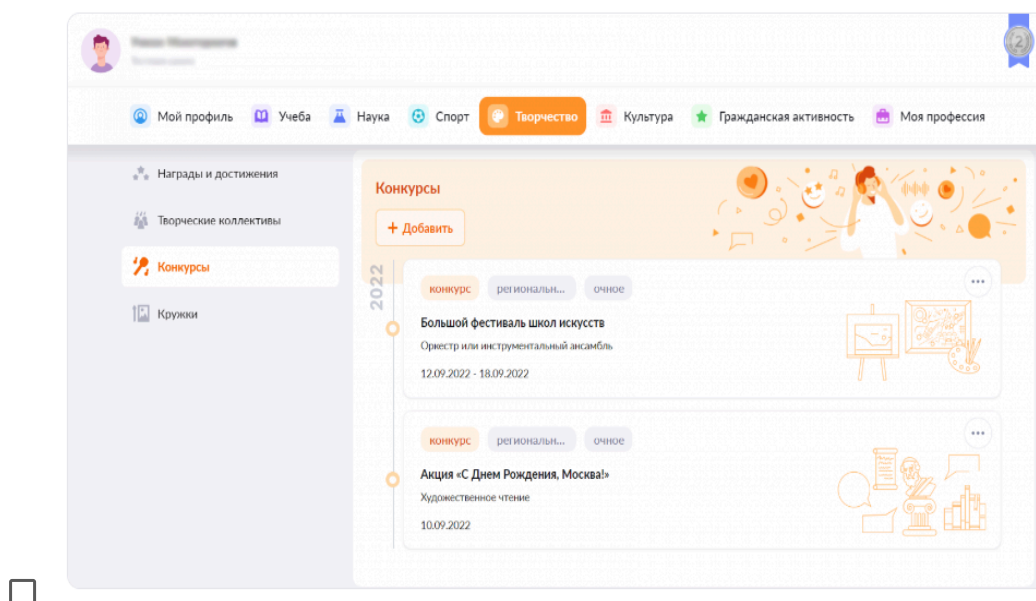 2
Мой профиль
Учеба
Наука
Спорт
Творчество
Культура
Гражданская активность
Моя профессия
Награды и достижения
Творческие коллективы
Конкурсы
Кружки
Конкурсы
+ Добавить
2022
конкурс
региональн...
очное
Большой фестиваль школ искусств
Оркестр или инструментальный ансамбль
12.09.2022 - 18.09.2022
конкурс
региональн...
очное
Акция «С Днем Рождения, Москва!»
Художественное чтение
10.09.2022